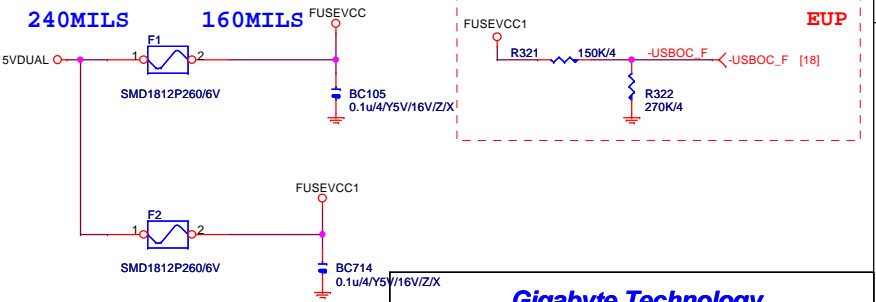 240MILS 160MILS FUSEVCC
FUSEVCC1 EUP
F1
5VDUAL 1 2
R321 150K/4 -USBOC_F -USBOC_F [18]
SMD1812P260/6V
BC105
0.1u/4/Y5V/16V/Z/X
R322
270K/4
FUSEVCC1
F2
1 2
SMD1812P260/6V
BC714
0.1u/4/Y5V/16V/Z/X
Gigabyte Technology